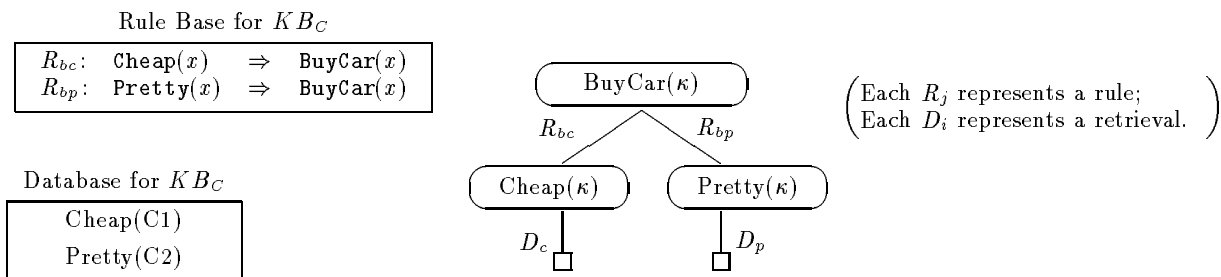 Rule Base for KB_C
R_bc: Cheap(x) ⇒ BuyCar(x)
R_bp: Pretty(x) ⇒ BuyCar(x)
Database for KB_C
Cheap(C1)
Pretty(C2)
BuyCar(κ)
R_bc R_bp
Cheap(κ) Pretty(κ)
D_c D_p
(Each R_j represents a rule;
Each D_i represents a retrieval.)